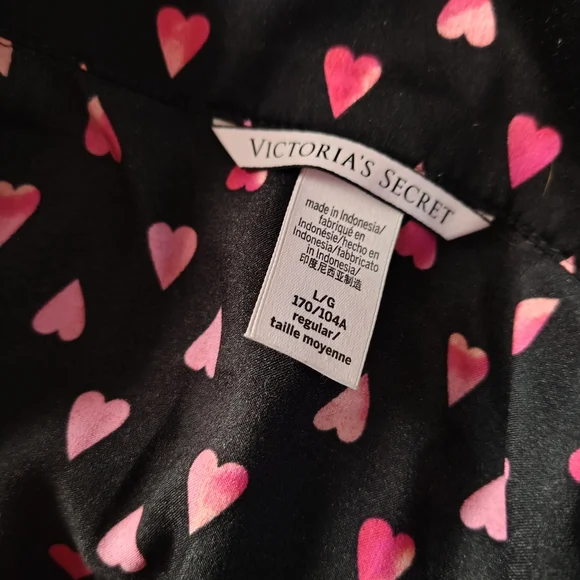 VICTORIA'S SECRET
made in Indonesia/
fabriqué en
Indonésie/hecho en
Indonesia/fabbricato
in Indonesia/
印度尼西亚制造
L/G
170/104A
regular/
taille moyenne